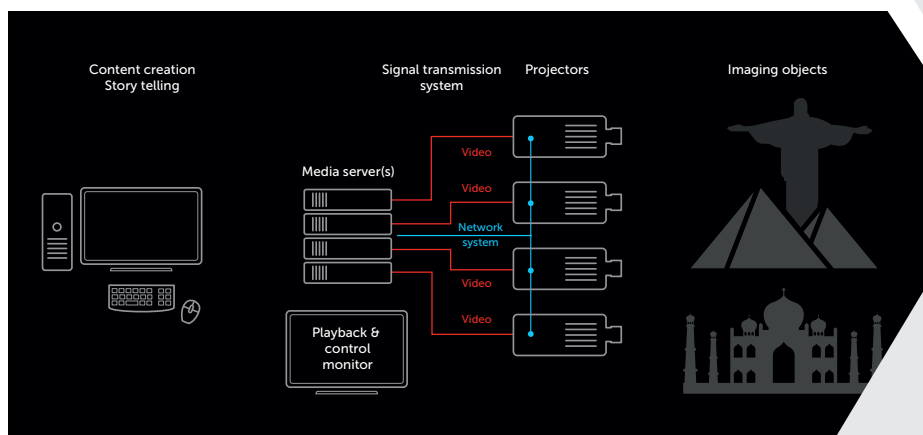 Content creation
Story telling
Signal transmission
system
Projectors
Imaging objects
Media server(s)
Video
Video
Network
system
Video
Video
Playback &
control
monitor